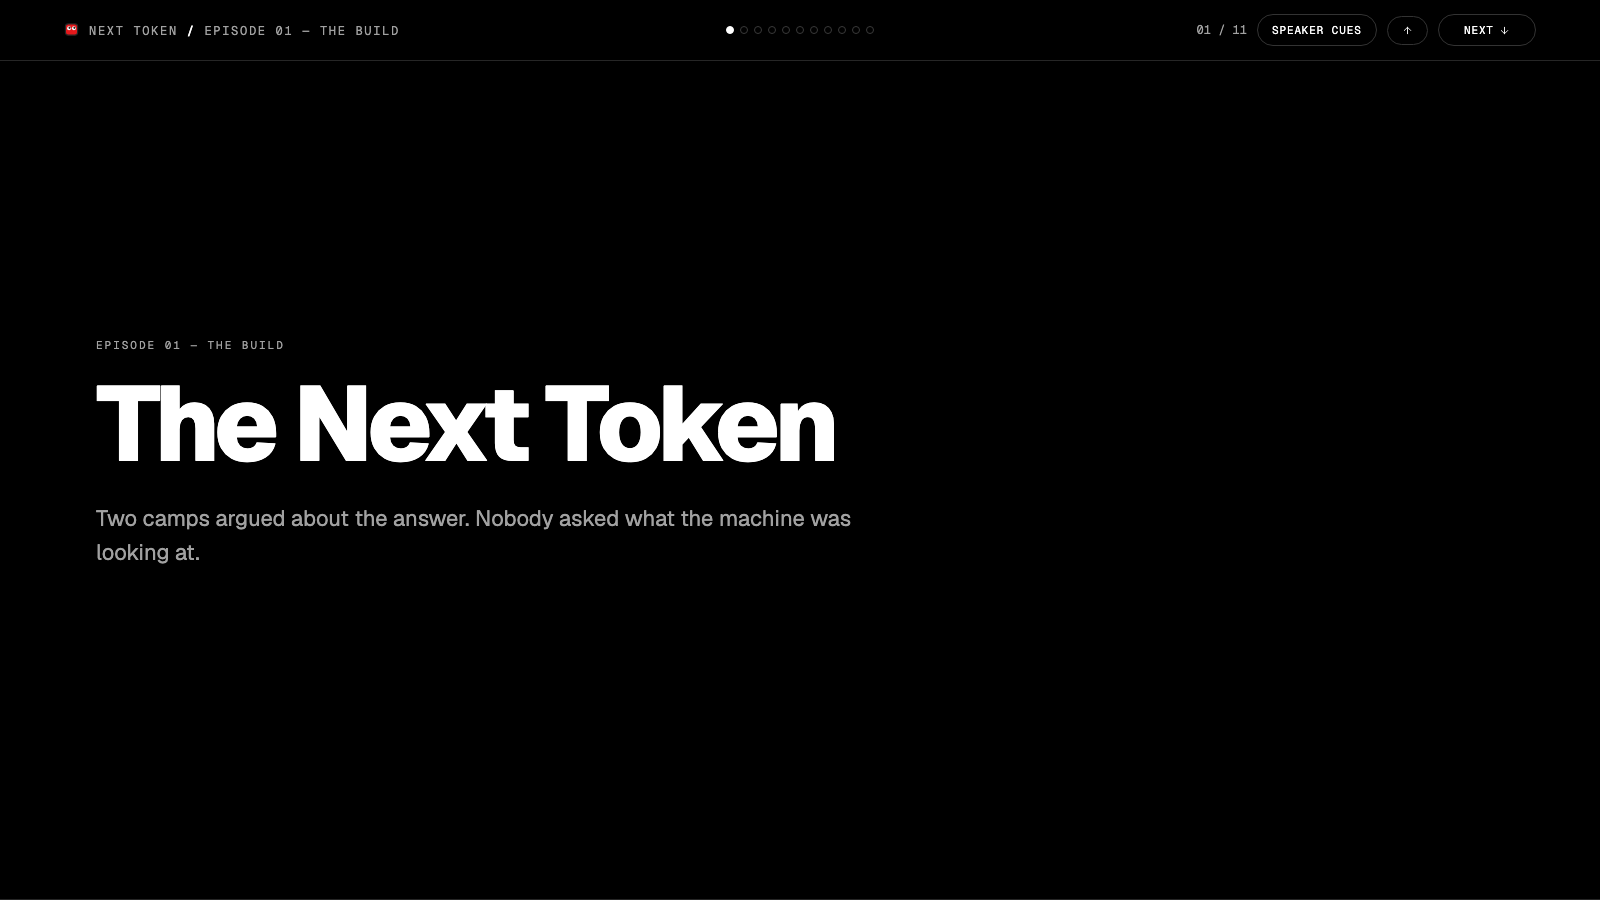 NEXT TOKEN / EPISODE 01 — THE BUILD
01 / 11
SPEAKER CUES
↑
NEXT ↓
EPISODE 01 — THE BUILD
The Next Token
Two camps argued about the answer. Nobody asked what the machine was
looking at.